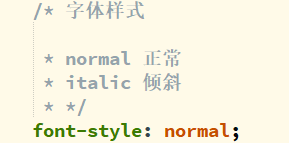 /* 字体样式
* normal 正常
* italic 倾斜
* */
font-style: normal;